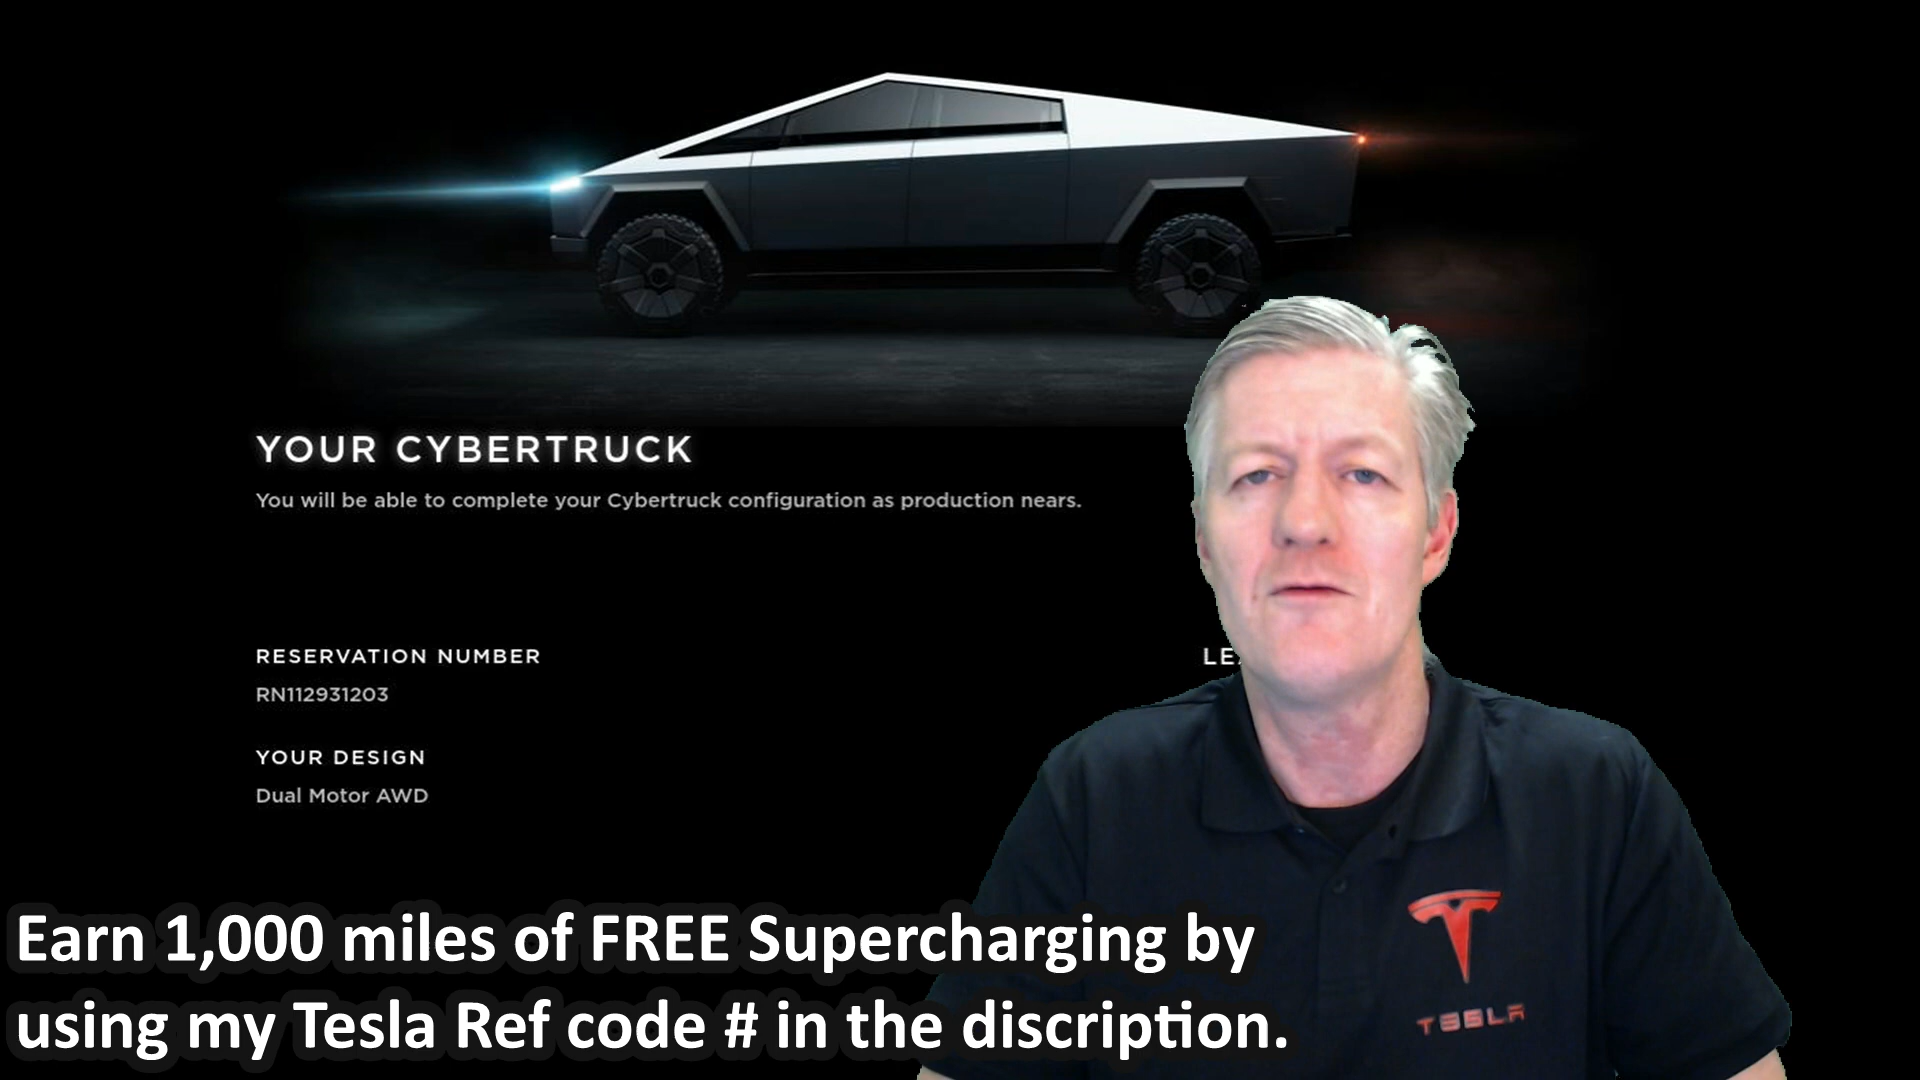 YOUR CYBERTRUCK
You will be able to complete your Cybertruck configuration as production nears.
RESERVATION NUMBER
LE
RN112931203
YOUR DESIGN
Dual Motor AWD
Earn 1,000 miles of FREE Supercharging by
using my Tesla Ref code # in the discription.
TESLA